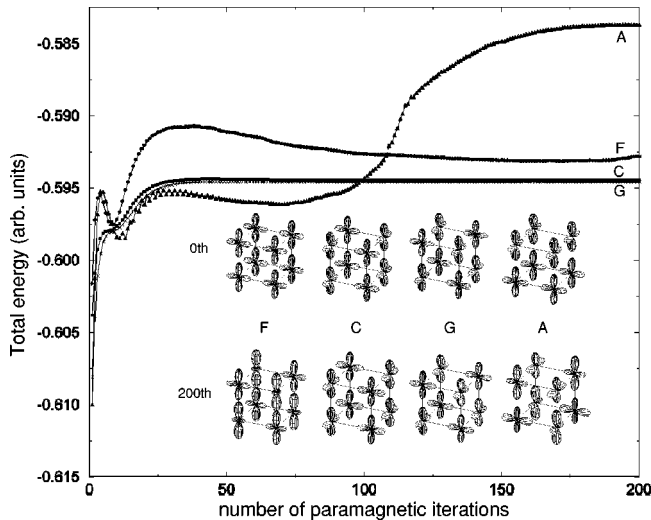 -0.585
-0.590
-0.595
-0.600
-0.605
-0.610
-0.615
Total energy (arb. units)
A
F
C
G
0th
F C G A
200th
0 50 100 150 200
number of paramagnetic iterations